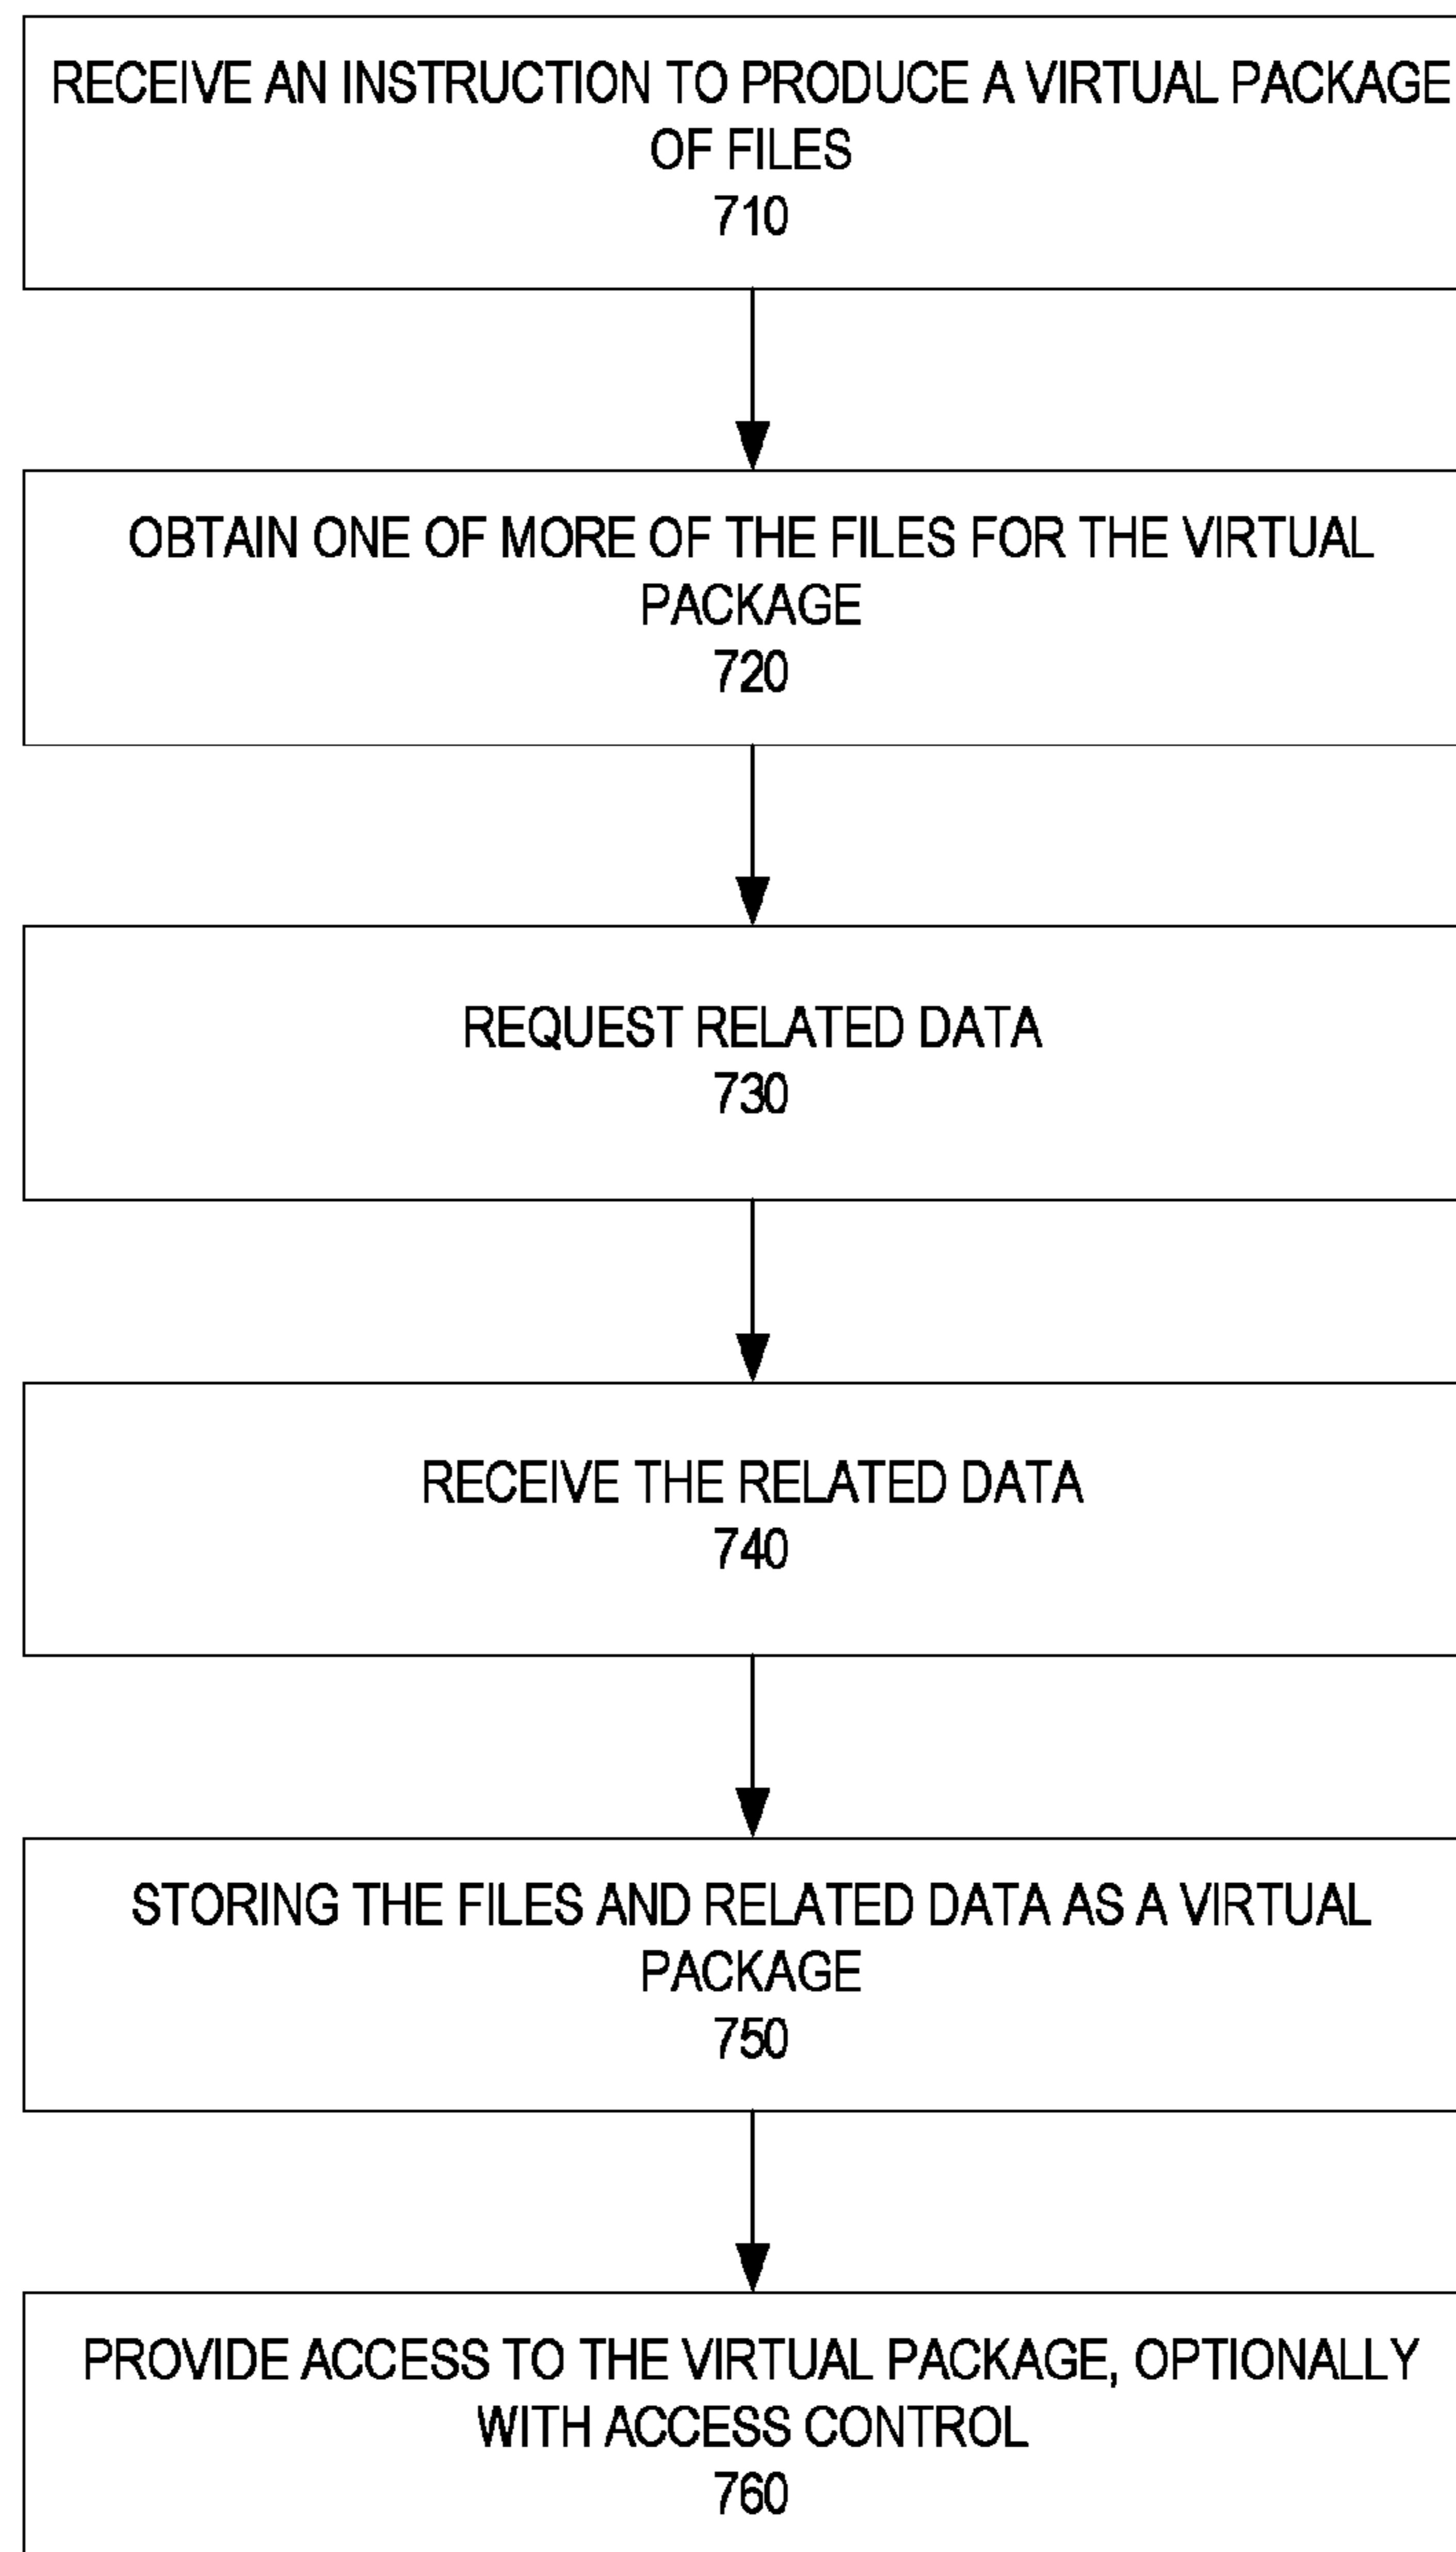 RECEIVE AN INSTRUCTION TO PRODUCE A VIRTUAL PACKAGE
OF FILES
710
OBTAIN ONE OF MORE OF THE FILES FOR THE VIRTUAL
PACKAGE
720
REQUEST RELATED DATA
730
RECEIVE THE RELATED DATA
740
STORING THE FILES AND RELATED DATA AS A VIRTUAL
PACKAGE
750
PROVIDE ACCESS TO THE VIRTUAL PACKAGE, OPTIONALLY
WITH ACCESS CONTROL
760